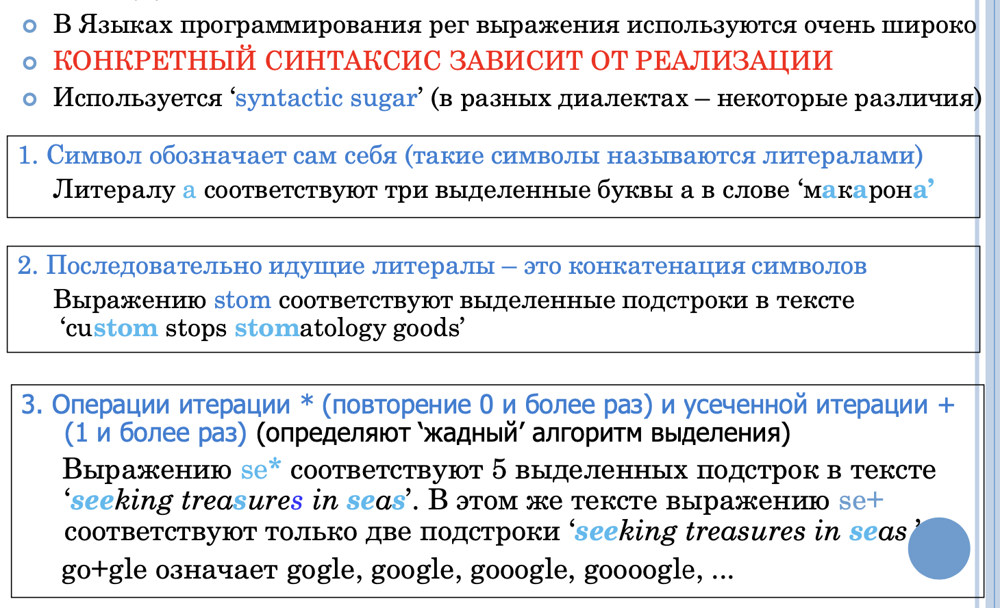 В Языках программирования рег выражения используются очень широко
КОНКРЕТНЫЙ СИНТАКСИС ЗАВИСИТ ОТ РЕАЛИЗАЦИИ
Используется ‘syntactic sugar’ (в разных диалектах – некоторые различия)
1. Символ обозначает сам себя (такие символы называются литералами)
Литералу а соответствуют три выделенные буквы а в слове ‘макарона’
2. Последовательно идущие литералы – это конкатенация символов
Выражению stom соответствуют выделенные подстроки в тексте
‘custom stops stomatology goods’
3. Операции итерации * (повторение 0 и более раз) и усеченной итерации +
(1 и более раз) (определяют ‘жадный’ алгоритм выделения)
Выражению se* соответствуют 5 выделенных подстрок в тексте
‘seeking treasures in seas’. В этом же тексте выражению se+
соответствуют только две подстроки ‘seeking treasures in seas’
go+gle означает gogle, google, gooogle, goooogle, ...